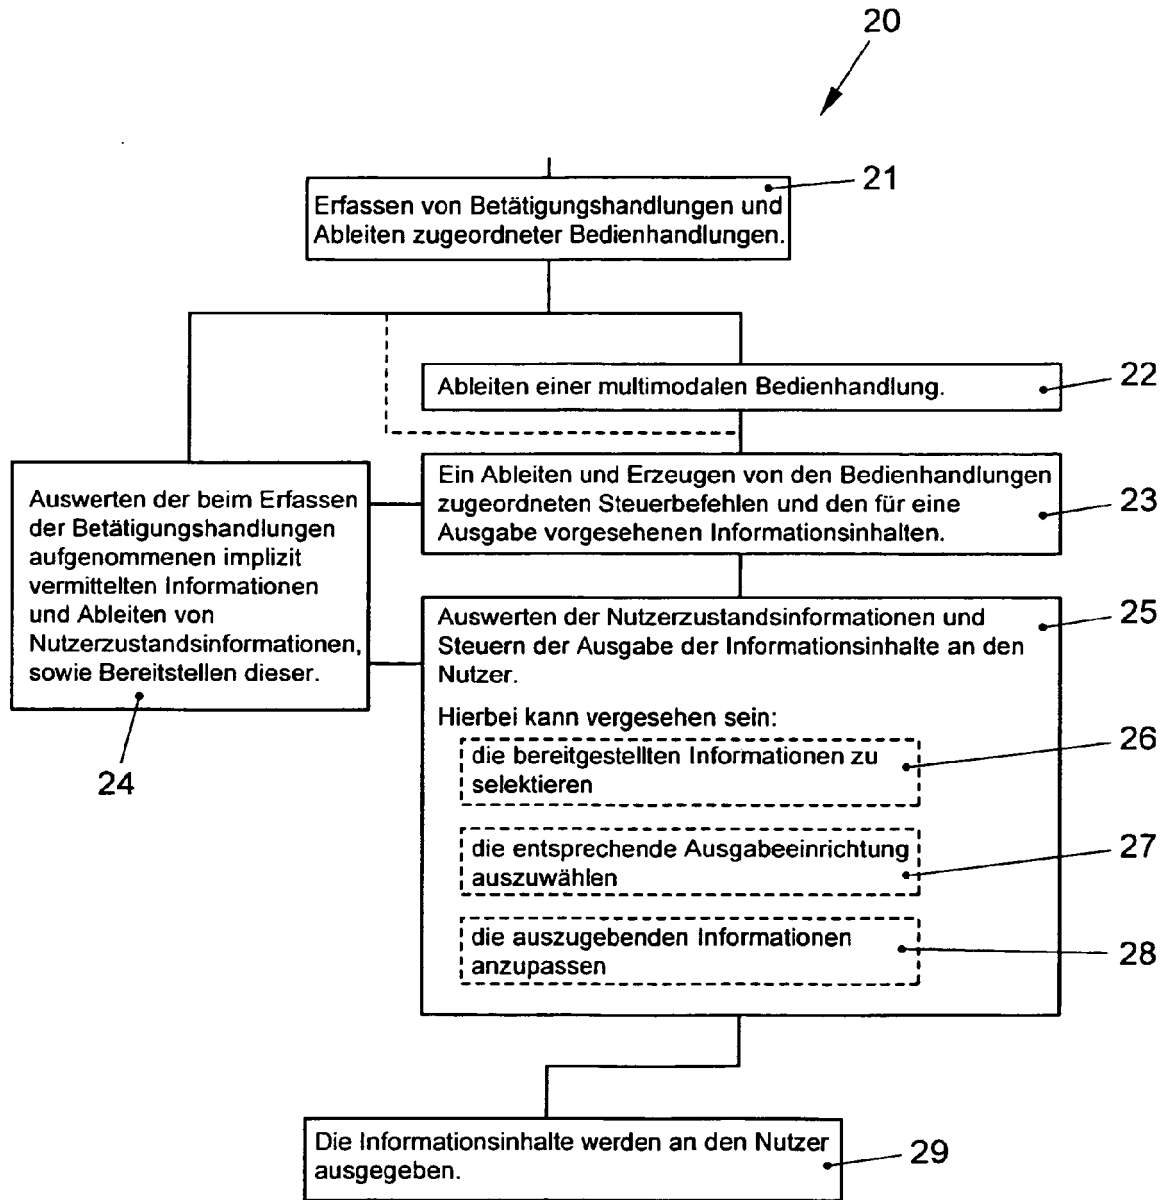 20
21
Erfassen von Betätigungshandlungen und
Ableiten zugeordneter Bedienhandlungen.
22
Ableiten einer multimodalen Bedienhandlung.
Ein Ableiten und Erzeugen von den Bedienhandlungen
zugeordneten Steuerbefehlen und den für eine
Ausgabe vorgesehenen Informationsinhalten.
23
Auswerten der beim Erfassen
der Betätigungshandlungen
aufgenommenen implizit
vermittelten Informationen
und Ableiten von
Nutzerzustandsinformationen,
sowie Bereitstellen dieser.
24
Auswerten der Nutzerzustandsinformationen und
Steuern der Ausgabe der Informationsinhalte an den
Nutzer.
25
Hierbei kann vergesehen sein:
die bereitgestellten Informationen zu
selektieren
26
die entsprechende Ausgabeeinrichtung
auszuwählen
27
die auszugebenden Informationen
anzupassen
28
Die Informationsinhalte werden an den Nutzer
ausgegeben.
29